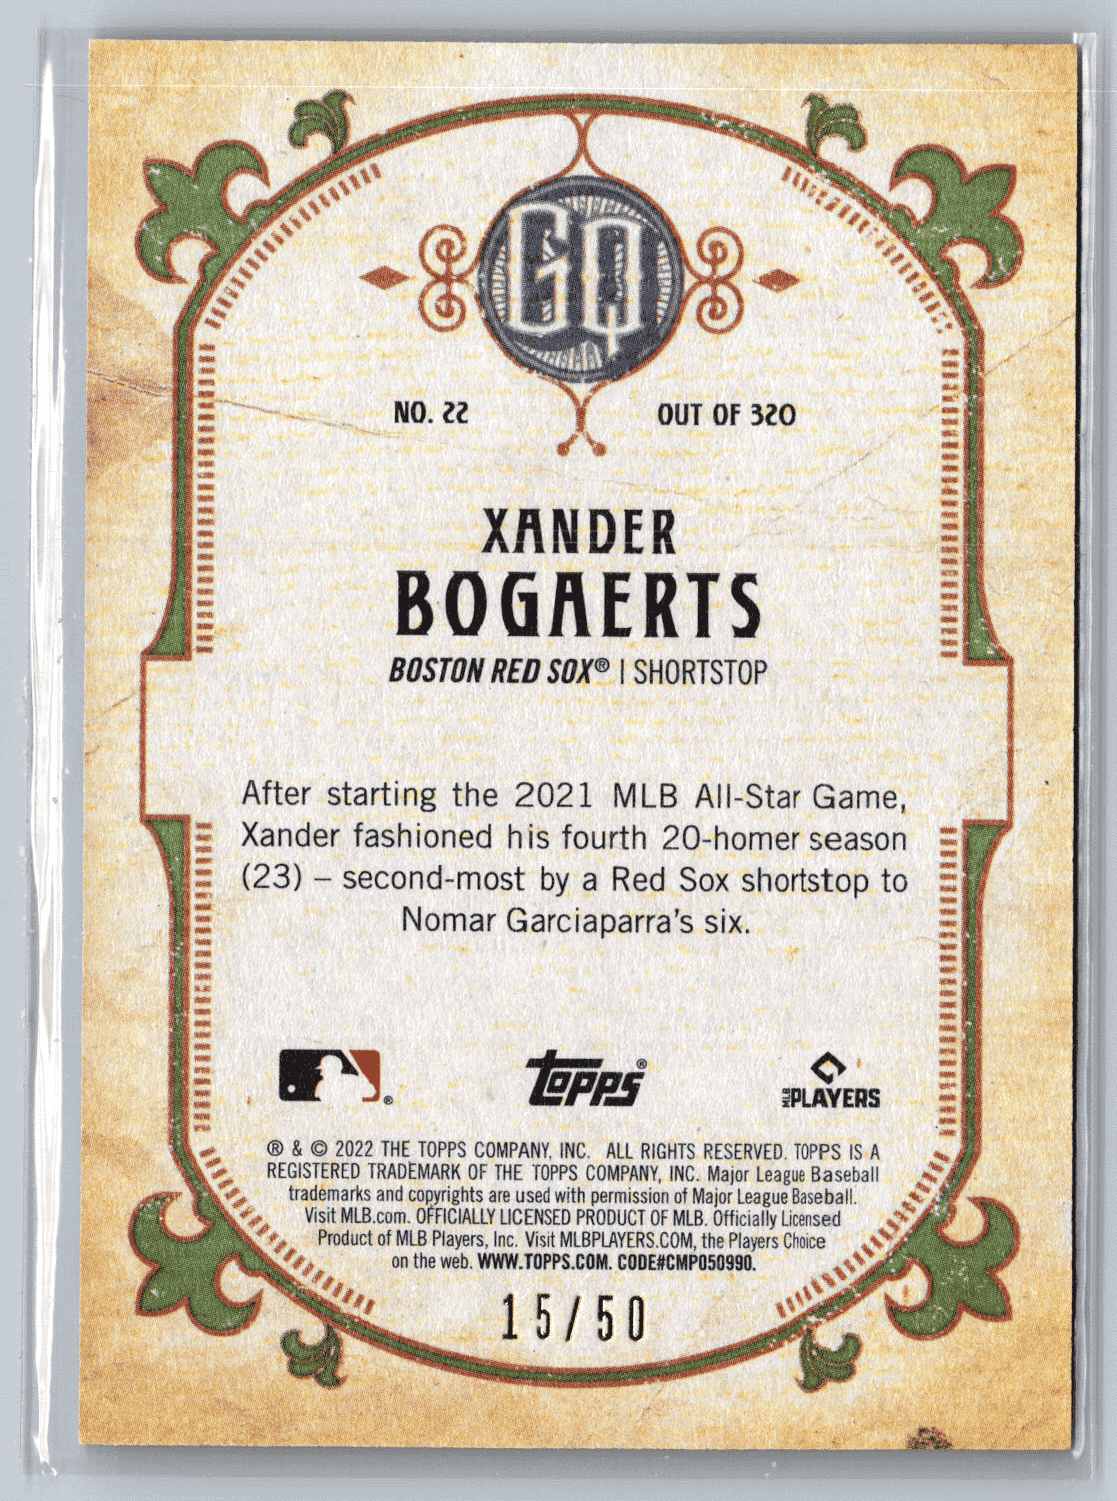 GQ
NO. 22 OUT OF 320
XANDER
BOGAERTS
BOSTON RED SOX® | SHORTSTOP
After starting the 2021 MLB All-Star Game,
Xander fashioned his fourth 20-homer season
(23) – second-most by a Red Sox shortstop to
Nomar Garciaparra's six.
®
Topps®
MLB PLAYERS
® & © 2022 THE TOPPS COMPANY, INC. ALL RIGHTS RESERVED. TOPPS IS A
REGISTERED TRADEMARK OF THE TOPPS COMPANY, INC. Major League Baseball
trademarks and copyrights are used with permission of Major League Baseball.
Visit MLB.com. OFFICIALLY LICENSED PRODUCT OF MLB. Officially Licensed
Product of MLB Players, Inc. Visit MLBPLAYERS.COM, the Players Choice
on the web. WWW.TOPPS.COM. CODE#CMP050990.
15/50